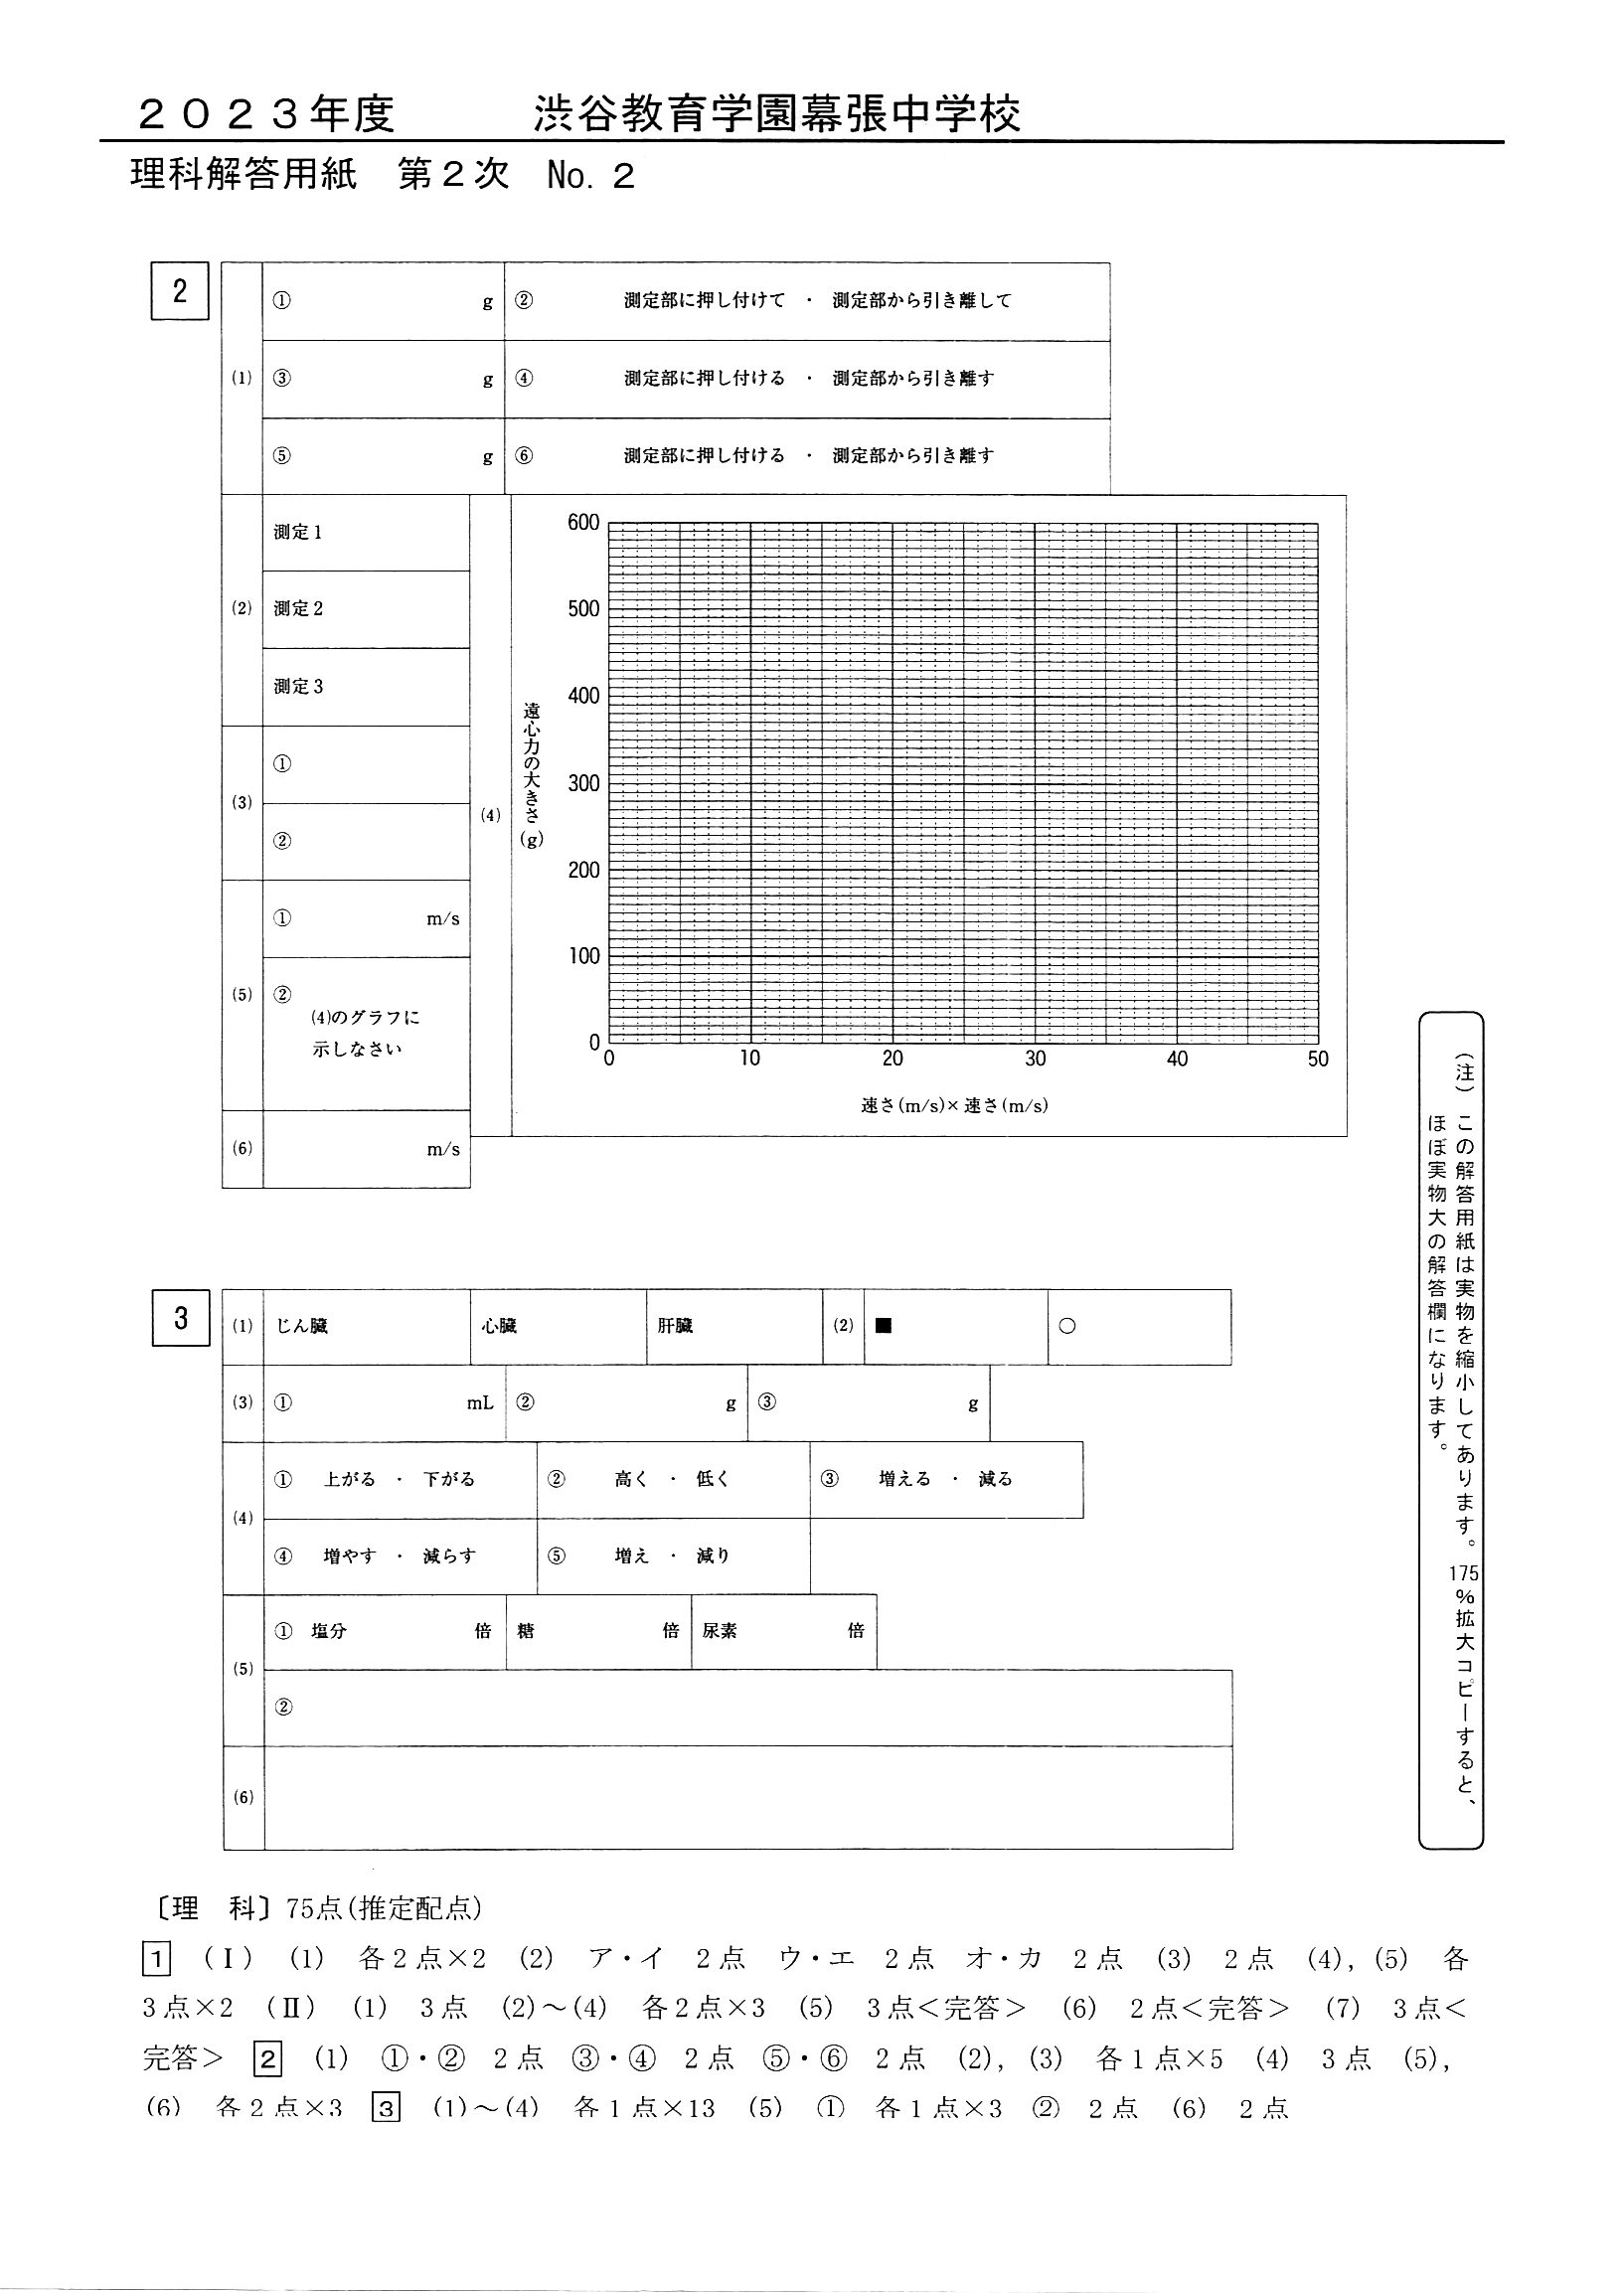 ２０２３年度　渋谷教育学園幕張中学校
理科解答用紙　第２次　No. 2
2
(1)
① g
② 測定部に押し付けて ・ 測定部から引き離して
③ g
④ 測定部に押し付ける ・ 測定部から引き離す
⑤ g
⑥ 測定部に押し付ける ・ 測定部から引き離す
(2)
測定1
測定2
測定3
(3)
①
②
(4)
遠心力の大きさ(g)
600
500
400
300
200
100
0
0 10 20 30 40 50
速さ(m/s)×速さ(m/s)
(5)
① m/s
②
(4)のグラフに
示しなさい
(6) m/s
3
(1) じん臓 心臓 肝臓 (2) ■ ○
(3) ① mL ② g ③ g
(4)
① 上がる ・ 下がる ② 高く ・ 低く ③ 増える ・ 減る
④ 増やす ・ 減らす ⑤ 増え ・ 減り
(5)
① 塩分 倍 糖 倍 尿素 倍
②
(6)
(注) この解答用紙は実物を縮小してあります。175％拡大コピーすると、
ほぼ実物大の解答欄になります。
〔理　科〕75点(推定配点)
1 （Ⅰ） (1) 各2点×2 (2) ア・イ 2点 ウ・エ 2点 オ・カ 2点 (3) 2点 (4), (5) 各
3点×2 （Ⅱ） (1) 3点 (2)～(4) 各2点×3 (5) 3点＜完答＞ (6) 2点＜完答＞ (7) 3点＜
完答＞ 2 (1) ①・② 2点 ③・④ 2点 ⑤・⑥ 2点 (2), (3) 各1点×5 (4) 3点 (5),
(6) 各2点×3 3 (1)～(4) 各1点×13 (5) ① 各1点×3 ② 2点 (6) 2点